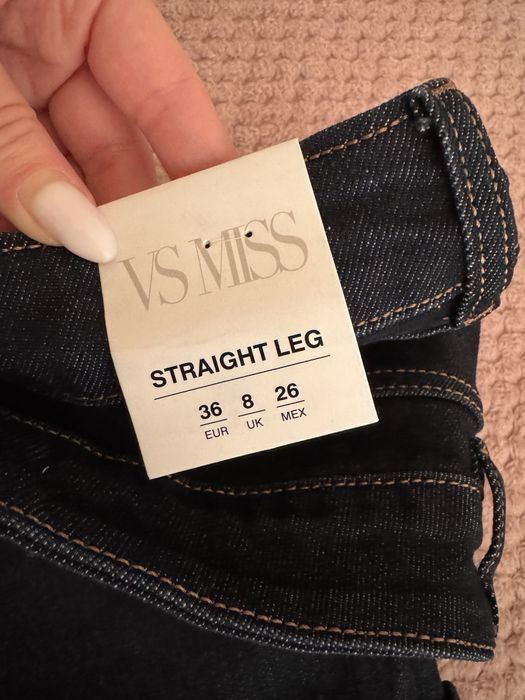 VS MISS
STRAIGHT LEG
36 8 26
EUR UK MEX